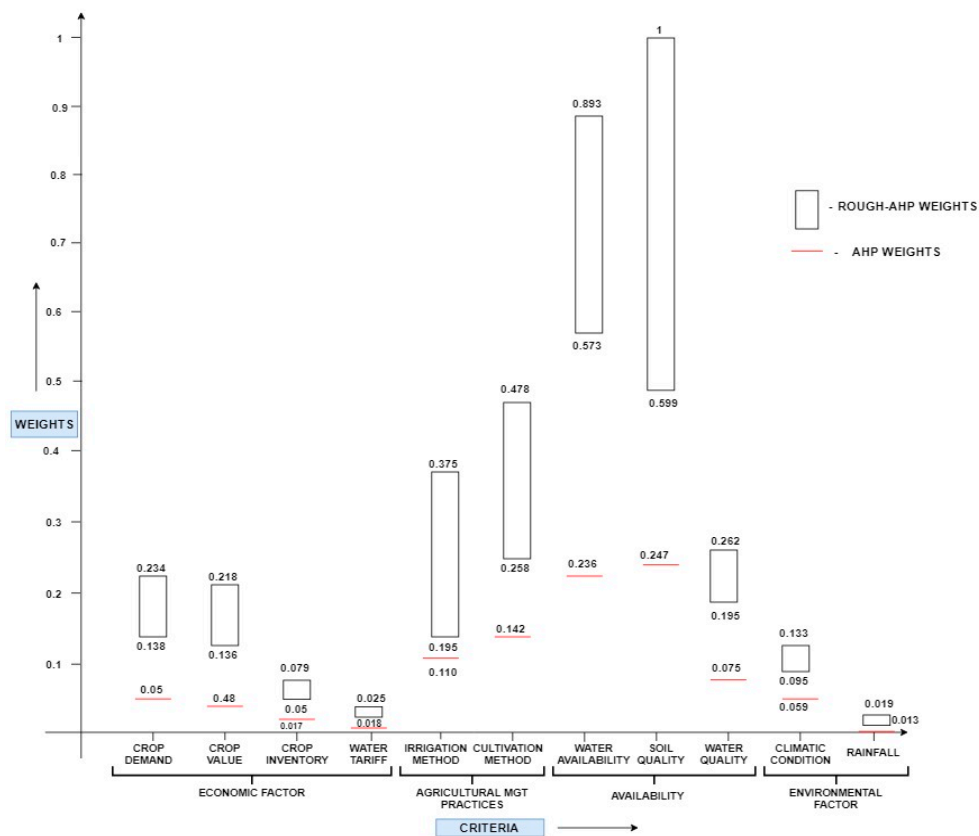 1
0.9
0.8
0.7
0.6
0.5
0.4
0.3
0.2
0.1
WEIGHTS
- ROUGH-AHP WEIGHTS
- AHP WEIGHTS
0.234
0.138
0.05
0.218
0.136
0.48
0.079
0.05
0.017
0.025
0.018
0.375
0.195
0.110
0.478
0.258
0.142
0.893
0.573
0.236
1
0.599
0.247
0.262
0.195
0.075
0.133
0.095
0.059
0.019
0.013
CROP
DEMAND
CROP
VALUE
CROP
INVENTORY
WATER
TARIFF
IRRIGATION
METHOD
CULTIVATION
METHOD
WATER
AVAILABILITY
SOIL
QUALITY
WATER
QUALITY
CLIMATIC
CONDITION
RAINFALL
ECONOMIC FACTOR
AGRICULTURAL MGT
PRACTICES
AVAILABILITY
ENVIRONMENTAL
FACTOR
CRITERIA